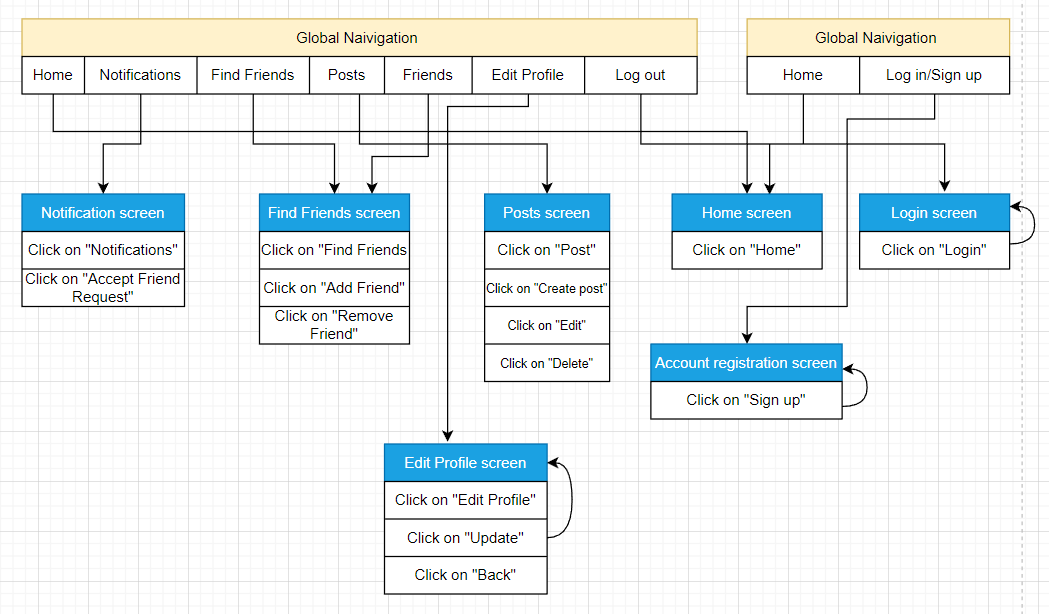 Global Naivigation
Home
Notifications
Find Friends
Posts
Friends
Edit Profile
Log out
Global Naivigation
Home
Log in/Sign up
Notification screen
Click on "Notifications"
Click on "Accept Friend
Request"
Find Friends screen
Click on "Find Friends
Click on "Add Friend"
Click on "Remove
Friend"
Posts screen
Click on "Post"
Click on "Create post"
Click on "Edit"
Click on "Delete"
Home screen
Click on "Home"
Login screen
Click on "Login"
Account registration screen
Click on "Sign up"
Edit Profile screen
Click on "Edit Profile"
Click on "Update"
Click on "Back"